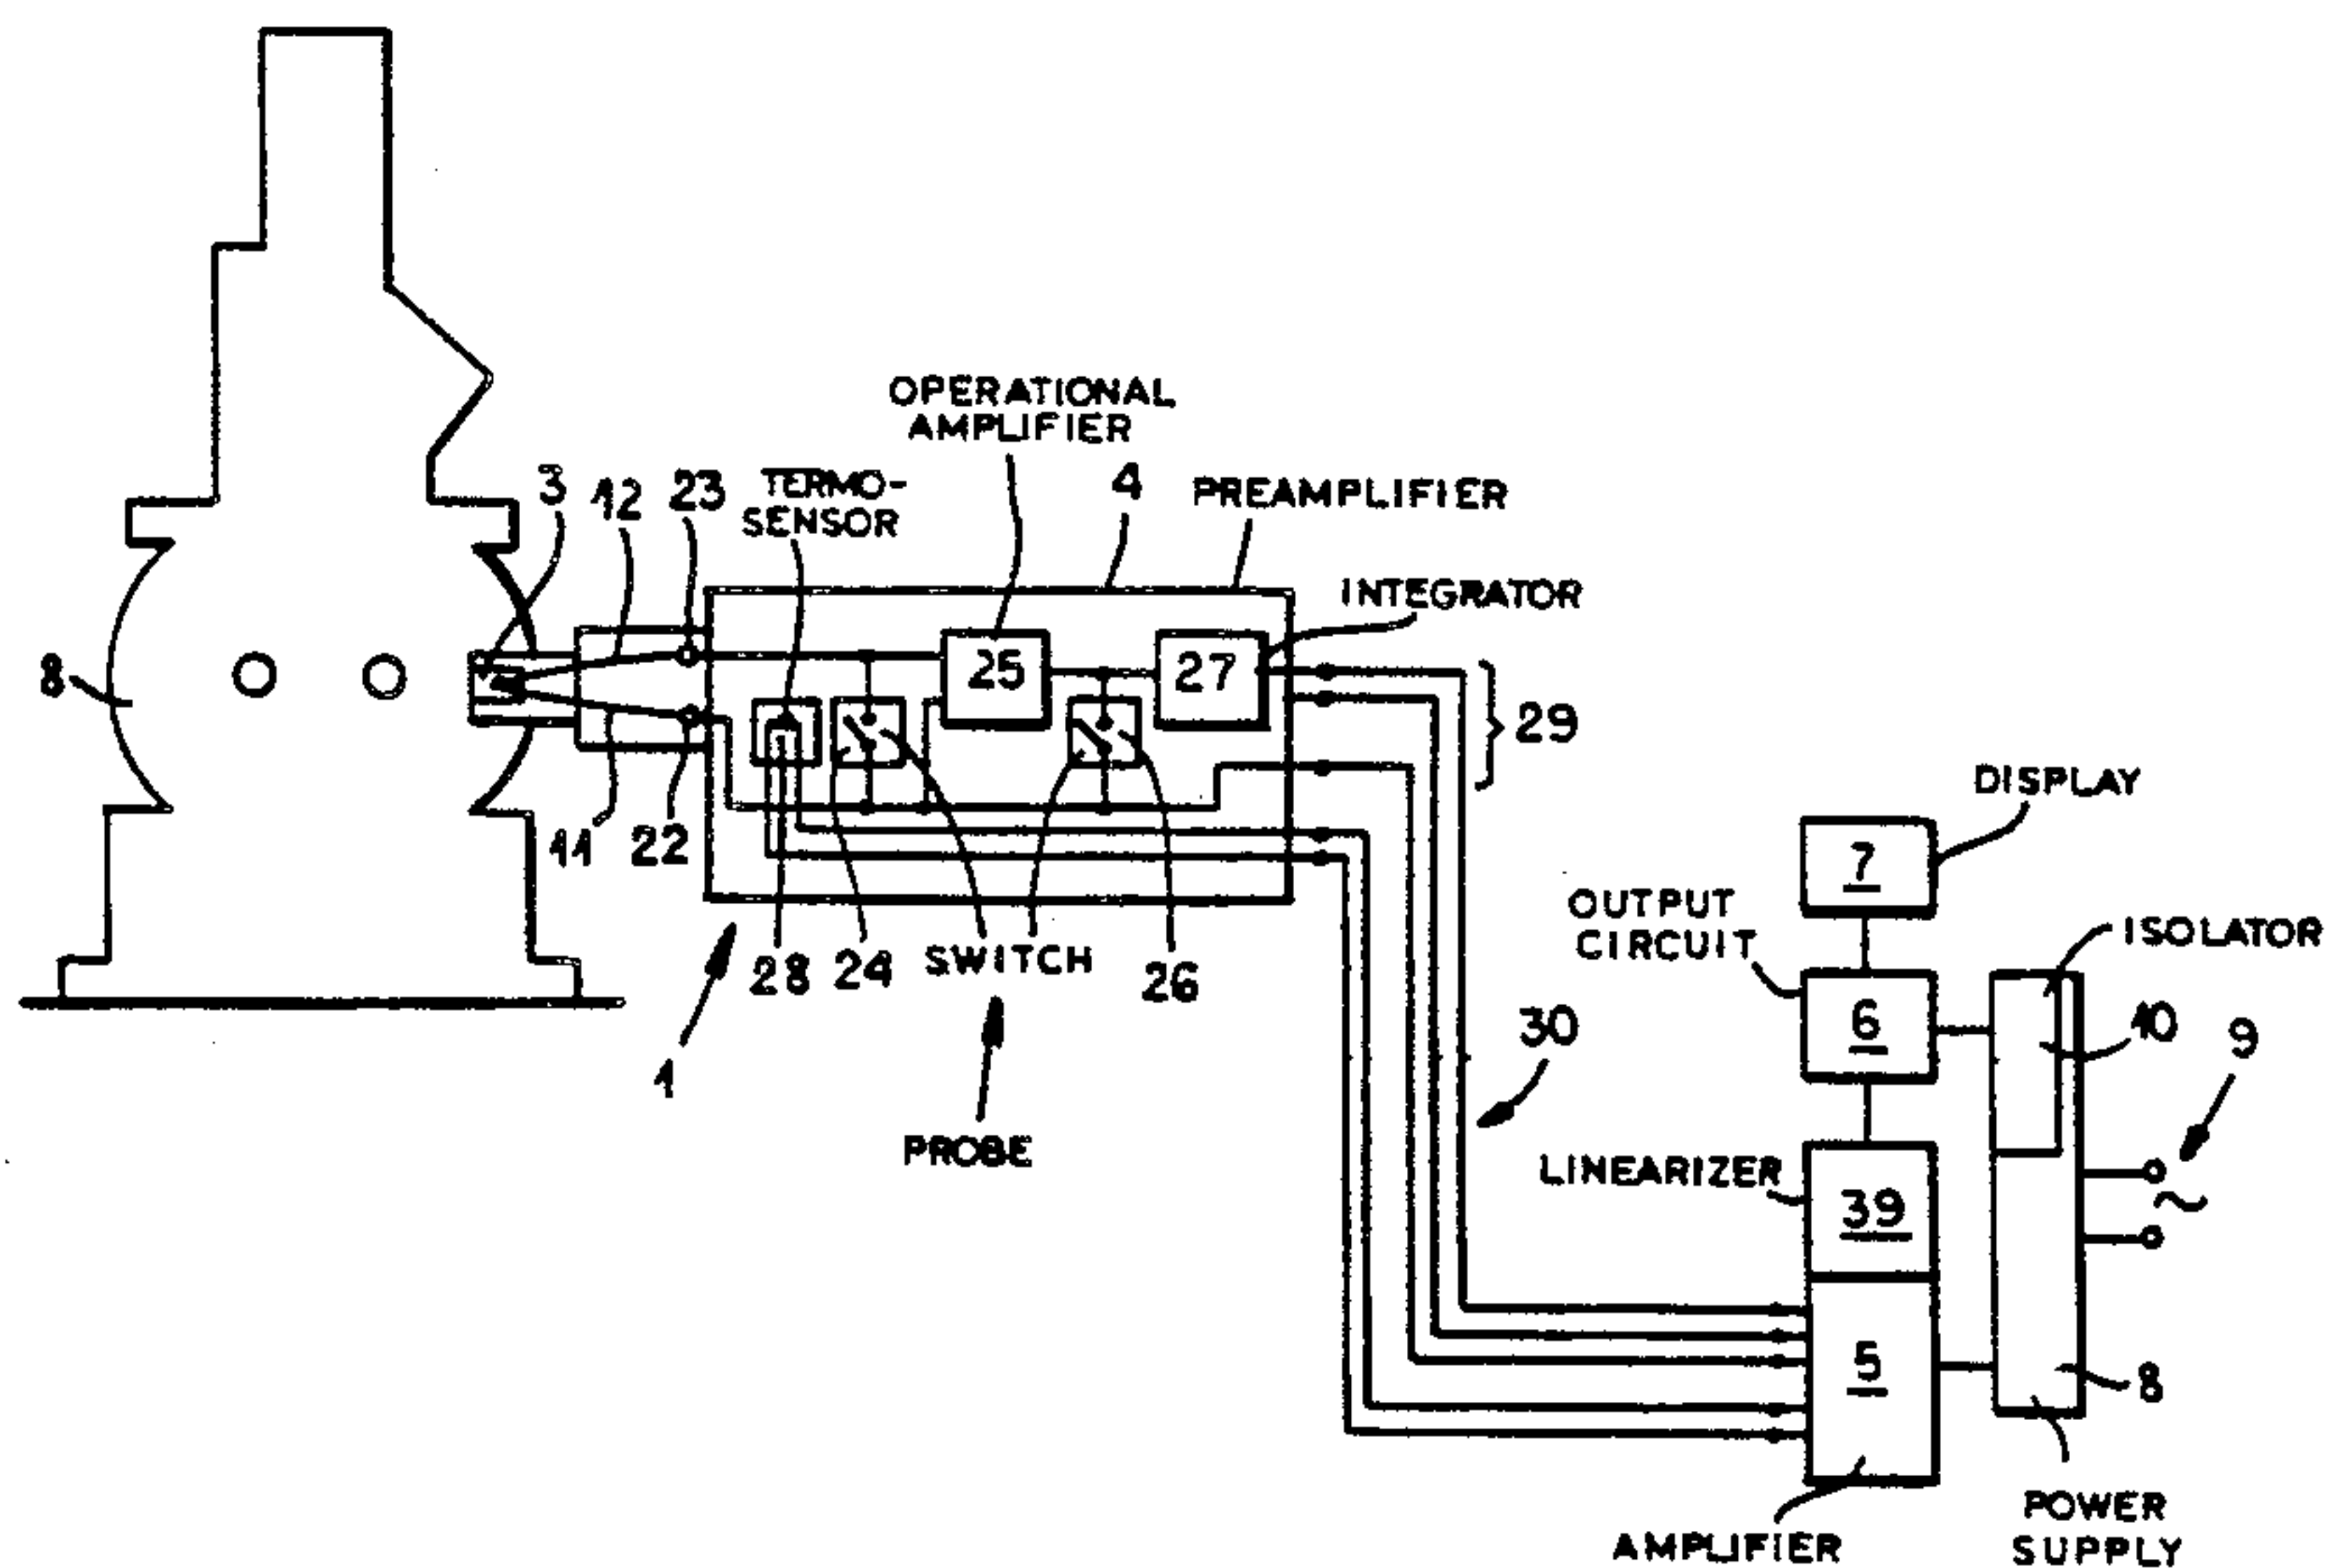 OPERATIONAL
AMPLIFIER
3
12
23
TERMO-
SENSOR
4
PREAMPLIFIER
INTEGRATOR
8
25
27
29
11
22
DISPLAY
7
OUTPUT
CIRCUIT
ISOLATOR
28
24
SWITCH
26
1
6
10
9
30
PROBE
LINEARIZER
39
~
5
8
POWER
SUPPLY
AMPLIFIER